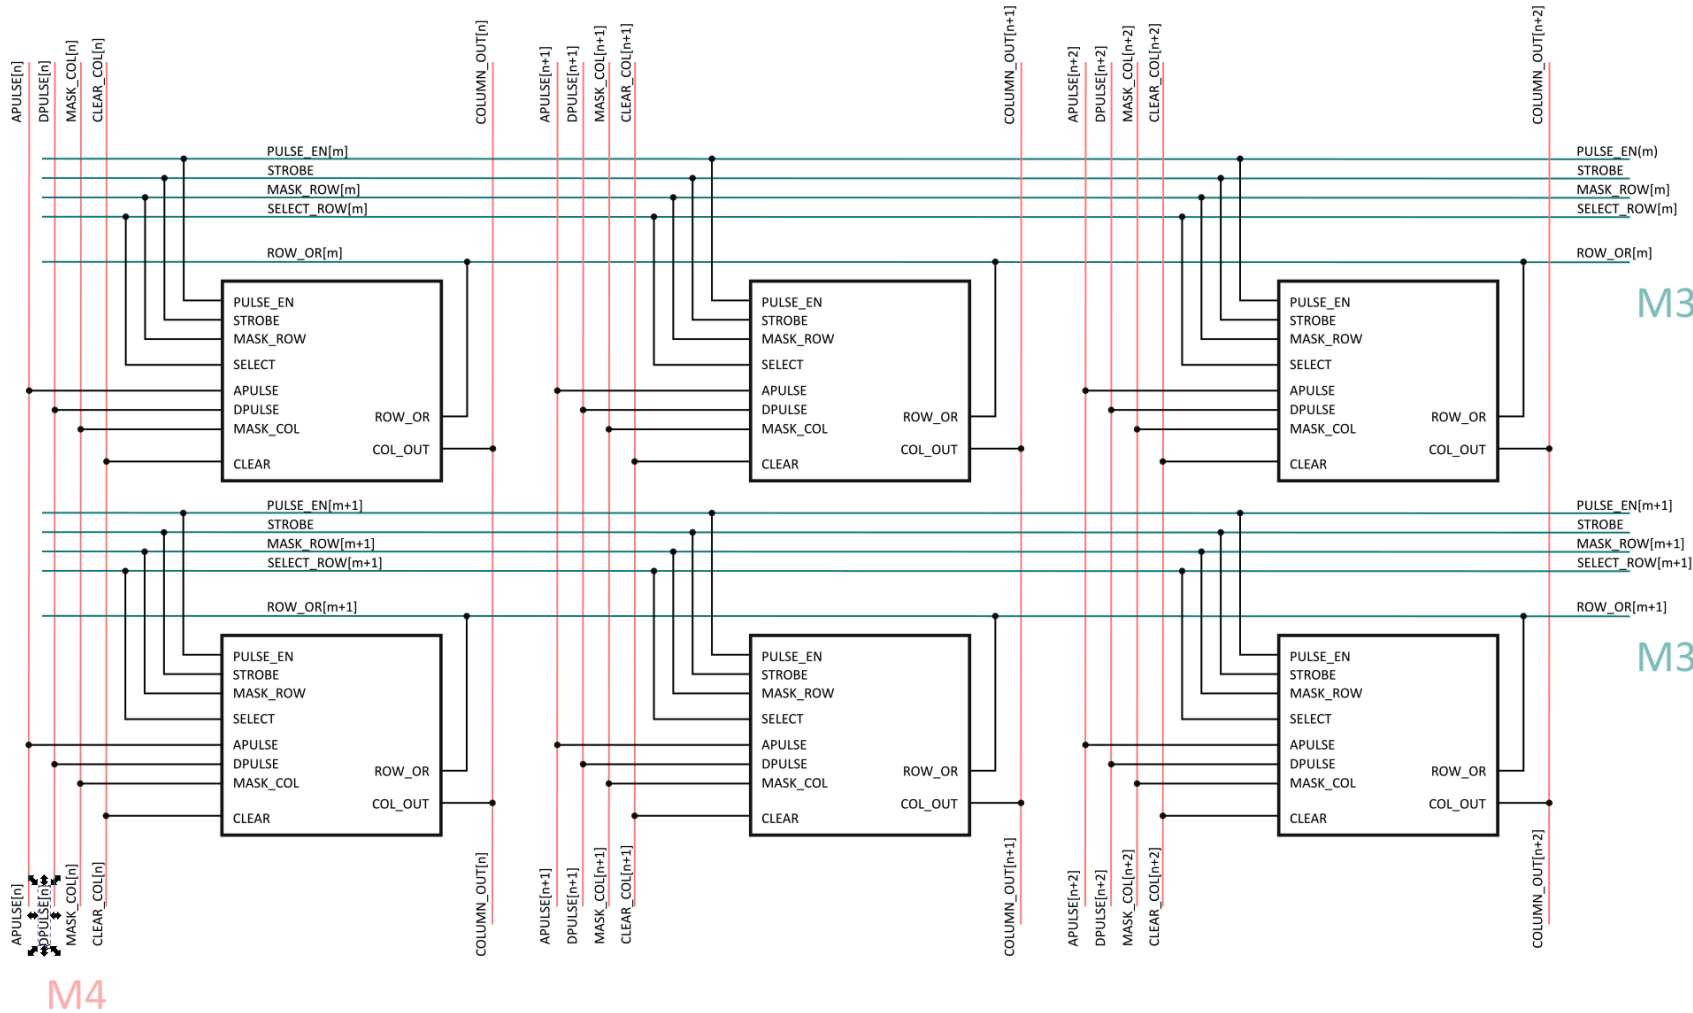 APULSE[n]
DPULSE[n]
MASK_COL[n]
CLEAR_COL[n]
COLUMN_OUT[n]
APULSE[n+1]
DPULSE[n+1]
MASK_COL[n+1]
CLEAR_COL[n+1]
COLUMN_OUT[n+1]
APULSE[n+2]
DPULSE[n+2]
MASK_COL[n+2]
CLEAR_COL[n+2]
COLUMN_OUT[n+2]
PULSE_EN[m]
PULSE_EN(m)
STROBE
STROBE
MASK_ROW[m]
MASK_ROW[m]
SELECT_ROW[m]
SELECT_ROW[m]
ROW_OR[m]
ROW_OR[m]
M3
PULSE_EN
STROBE
MASK_ROW
SELECT
APULSE
DPULSE
MASK_COL
CLEAR
ROW_OR
COL_OUT
PULSE_EN
STROBE
MASK_ROW
SELECT
APULSE
DPULSE
MASK_COL
CLEAR
ROW_OR
COL_OUT
PULSE_EN
STROBE
MASK_ROW
SELECT
APULSE
DPULSE
MASK_COL
CLEAR
ROW_OR
COL_OUT
PULSE_EN[m+1]
PULSE_EN[m+1]
STROBE
STROBE
MASK_ROW[m+1]
MASK_ROW[m+1]
SELECT_ROW[m+1]
SELECT_ROW[m+1]
ROW_OR[m+1]
ROW_OR[m+1]
M3
PULSE_EN
STROBE
MASK_ROW
SELECT
APULSE
DPULSE
MASK_COL
CLEAR
ROW_OR
COL_OUT
PULSE_EN
STROBE
MASK_ROW
SELECT
APULSE
DPULSE
MASK_COL
CLEAR
ROW_OR
COL_OUT
PULSE_EN
STROBE
MASK_ROW
SELECT
APULSE
DPULSE
MASK_COL
CLEAR
ROW_OR
COL_OUT
APULSE[n]
DPULSE[n]
MASK_COL[n]
CLEAR_COL[n]
COLUMN_OUT[n]
APULSE[n+1]
DPULSE[n+1]
MASK_COL[n+1]
CLEAR_COL[n+1]
COLUMN_OUT[n+1]
APULSE[n+2]
DPULSE[n+2]
MASK_COL[n+2]
CLEAR_COL[n+2]
COLUMN_OUT[n+2]
M4